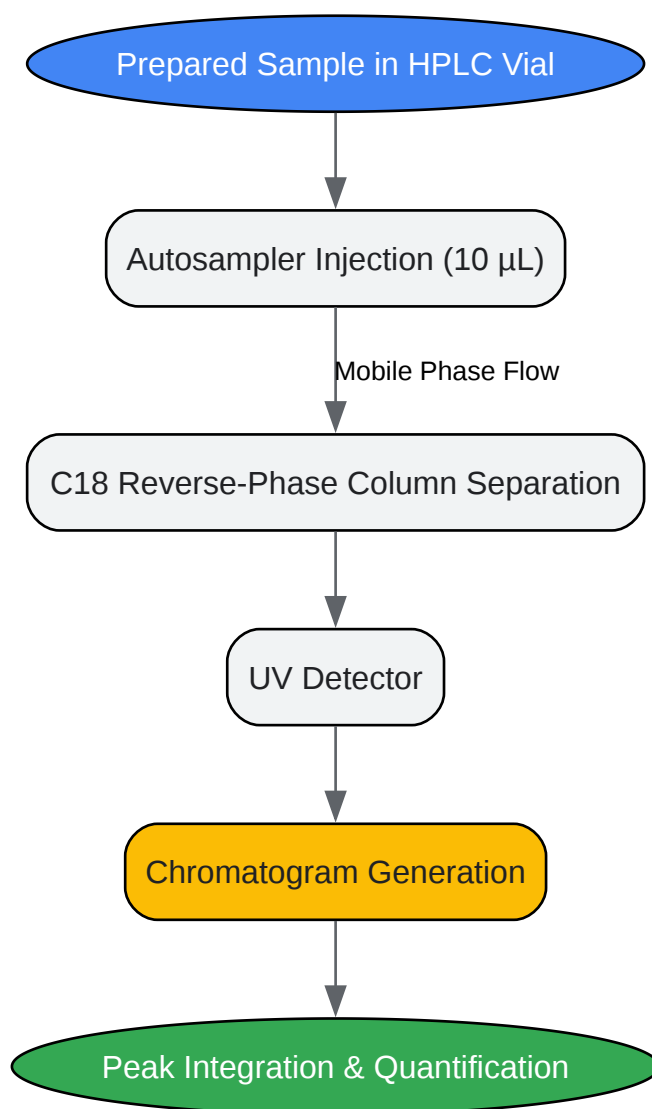 Prepared Sample in HPLC Vial
Autosampler Injection (10 µL)
Mobile Phase Flow
C18 Reverse-Phase Column Separation
UV Detector
Chromatogram Generation
Peak Integration & Quantification